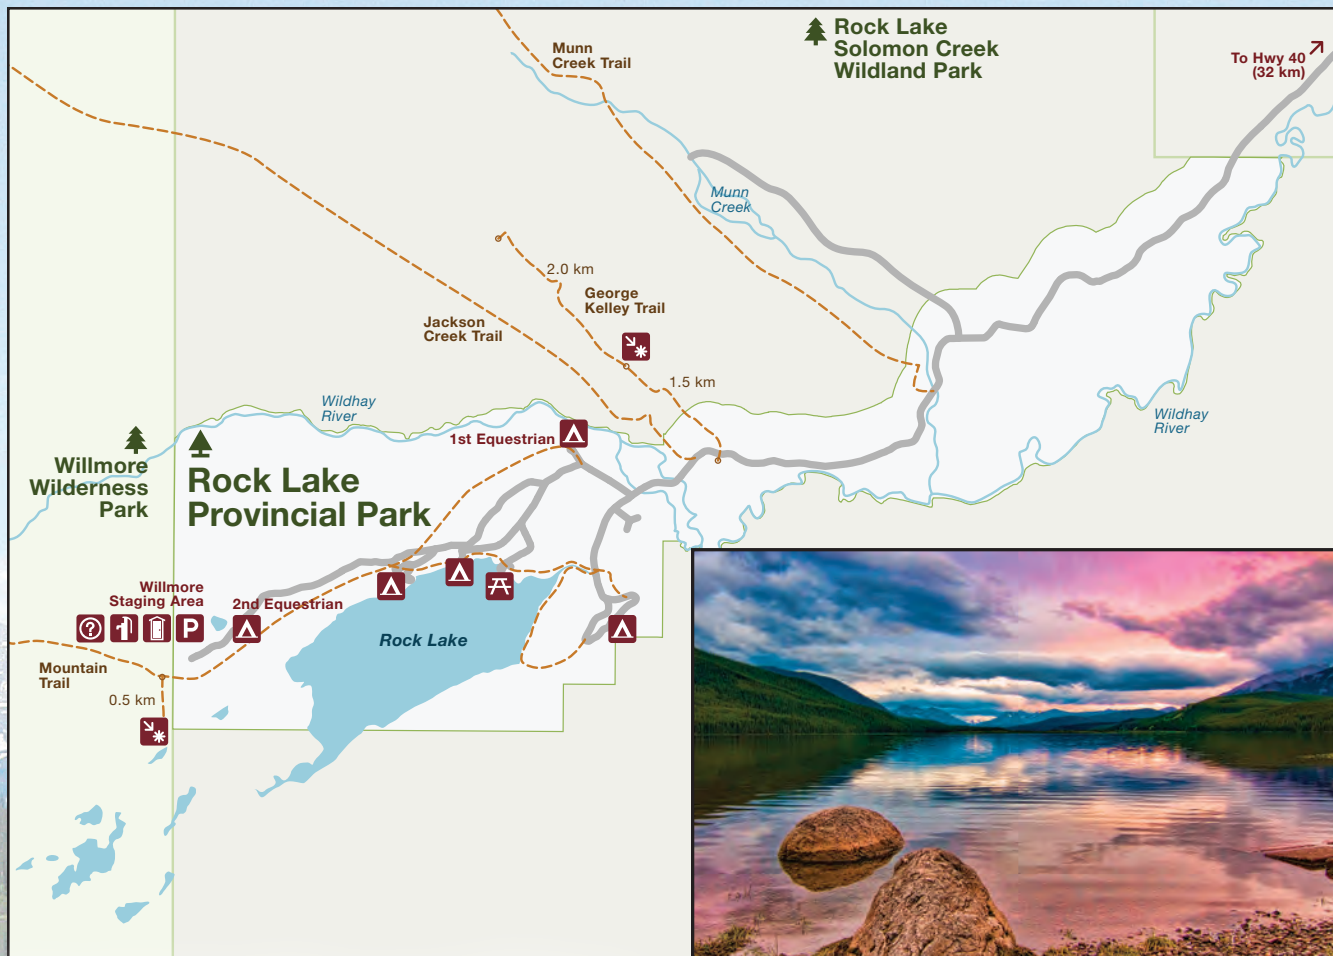 Rock Lake
Solomon Creek
Wildland Park
To Hwy 40
(32 km)
Munn
Creek Trail
Munn
Creek
2.0 km
George
Kelley Trail
Jackson
Creek Trail
1.5 km
Wildhay
River
Wildhay
River
1st Equestrian
Willmore
Wilderness
Park
Rock Lake
Provincial Park
Willmore
Staging Area
2nd Equestrian
?
P
Rock Lake
Mountain
Trail
0.5 km